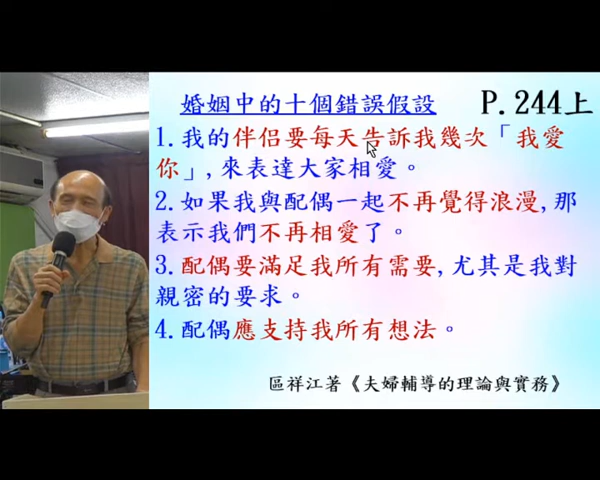 婚姻中的十個錯誤假設 P.244上
1.我的伴侶要每天告訴我幾次「我愛
你」,來表達大家相愛。
2.如果我與配偶一起不再覺得浪漫,那
表示我們不再相愛了。
3.配偶要滿足我所有需要,尤其是我對
親密的要求。
4.配偶應支持我所有想法。
區祥江著《夫婦輔導的理論與實務》